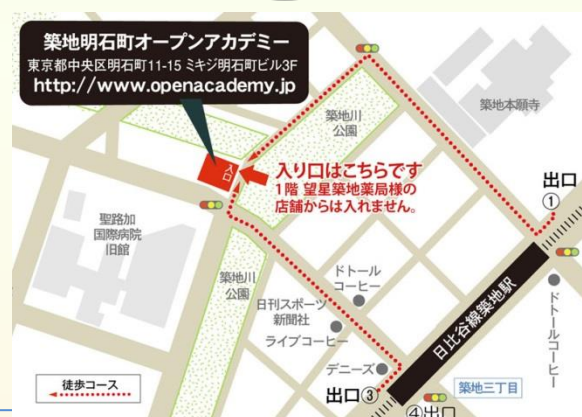 築地明石町オープンアカデミー
東京都中央区明石町11-15 ミキジ明石町ビル3F
http://www.openacademy.jp
築地川
公園
築地本願寺
入口
入り口はこちらです
1階 望星築地薬局様の
店舗からは入れません。
出口
①
聖路加
国際病院
旧館
築地川
公園
ドトール
コーヒー
日刊スポーツ
新聞社
ライブコーヒー
デニーズ
日比谷線築地駅
ドトールコーヒー
出口③
築地三丁目
④出口
徒歩コース